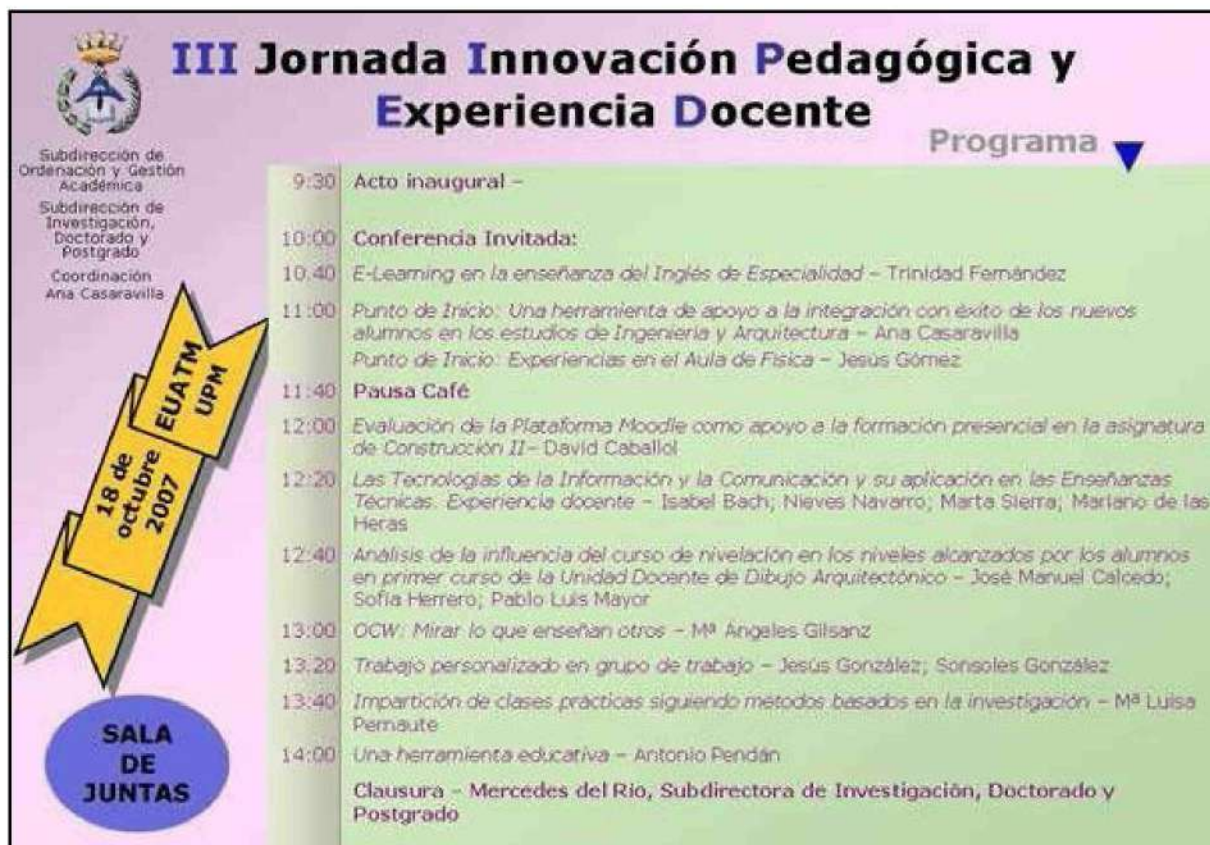 III Jornada Innovación Pedagógica y
Experiencia Docente
Programa
Subdirección de
Ordenación y Gestión
Académica
Subdirección de
Investigación,
Doctorado y
Postgrado
Coordinación
Ana Casaravilla
EUATM
UPM
18 de
octubre
2007
SALA
DE
JUNTAS
9:30 Acto inaugural –
10:00 Conferencia Invitada:
10.40 E-Learning en la enseñanza del Inglés de Especialidad – Trinidad Fernández
11:00 Punto de Inicio: Una herramienta de apoyo a la integración con éxito de los nuevos
alumnos en los estudios de Ingeniería y Arquitectura – Ana Casaravilla
Punto de Inicio: Experiencias en el Aula de Física – Jesús Gómez
11:40 Pausa Café
12:00 Evaluación de la Plataforma Moodle como apoyo a la formación presencial en la asignatura
de Construcción II– David Caballol
12:20 Las Tecnologías de la Información y la Comunicación y su aplicación en las Enseñanzas
Técnicas. Experiencia docente – Isabel Bach; Nieves Navarro; Marta Sierra; Mariano de las
Heras
12:40 Análisis de la influencia del curso de nivelación en los niveles alcanzados por los alumnos
en primer curso de la Unidad Docente de Dibujo Arquitectónico – José Manuel Calcedo;
Sofía Herrero; Pablo Luis Mayor
13:00 OCW: Mirar lo que enseñan otros – Mª Ángeles Gilsanz
13.20 Trabajo personalizado en grupo de trabajo – Jesús González; Sonsoles González
13:40 Impartición de clases prácticas siguiendo métodos basados en la investigación – Mª Luisa
Pernaute
14:00 Una herramienta educativa – Antonio Pendán
Clausura – Mercedes del Río, Subdirectora de Investigación, Doctorado y
Postgrado